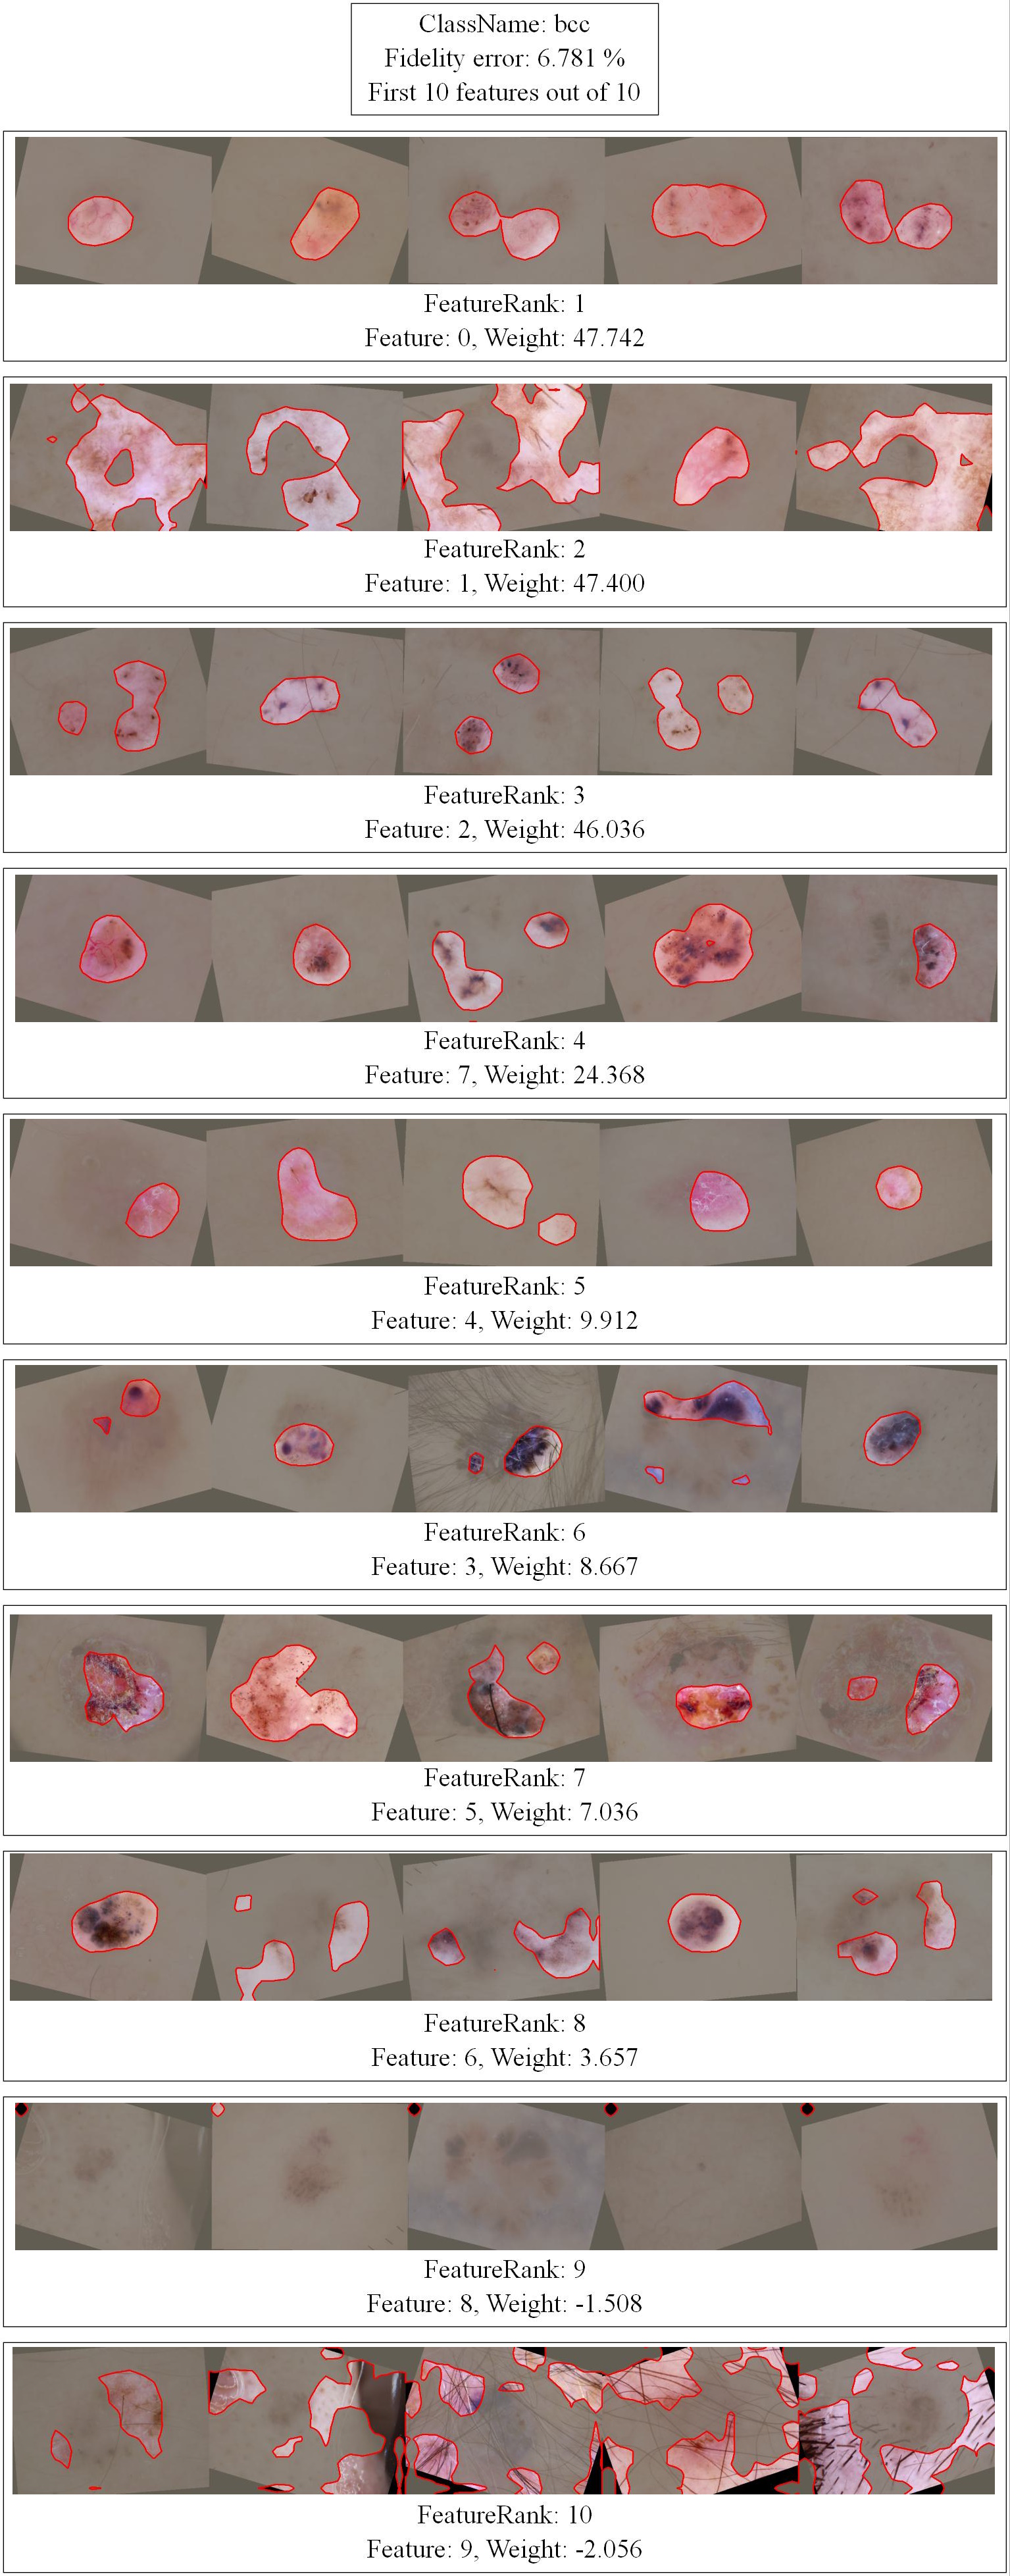 ClassName: bcc
Fidelity error: 6.781 %
First 10 features out of 10
FeatureRank: 1
Feature: 0, Weight: 47.742
FeatureRank: 2
Feature: 1, Weight: 47.400
FeatureRank: 3
Feature: 2, Weight: 46.036
FeatureRank: 4
Feature: 7, Weight: 24.368
FeatureRank: 5
Feature: 4, Weight: 9.912
FeatureRank: 6
Feature: 3, Weight: 8.667
FeatureRank: 7
Feature: 5, Weight: 7.036
FeatureRank: 8
Feature: 6, Weight: 3.657
FeatureRank: 9
Feature: 8, Weight: -1.508
FeatureRank: 10
Feature: 9, Weight: -2.056